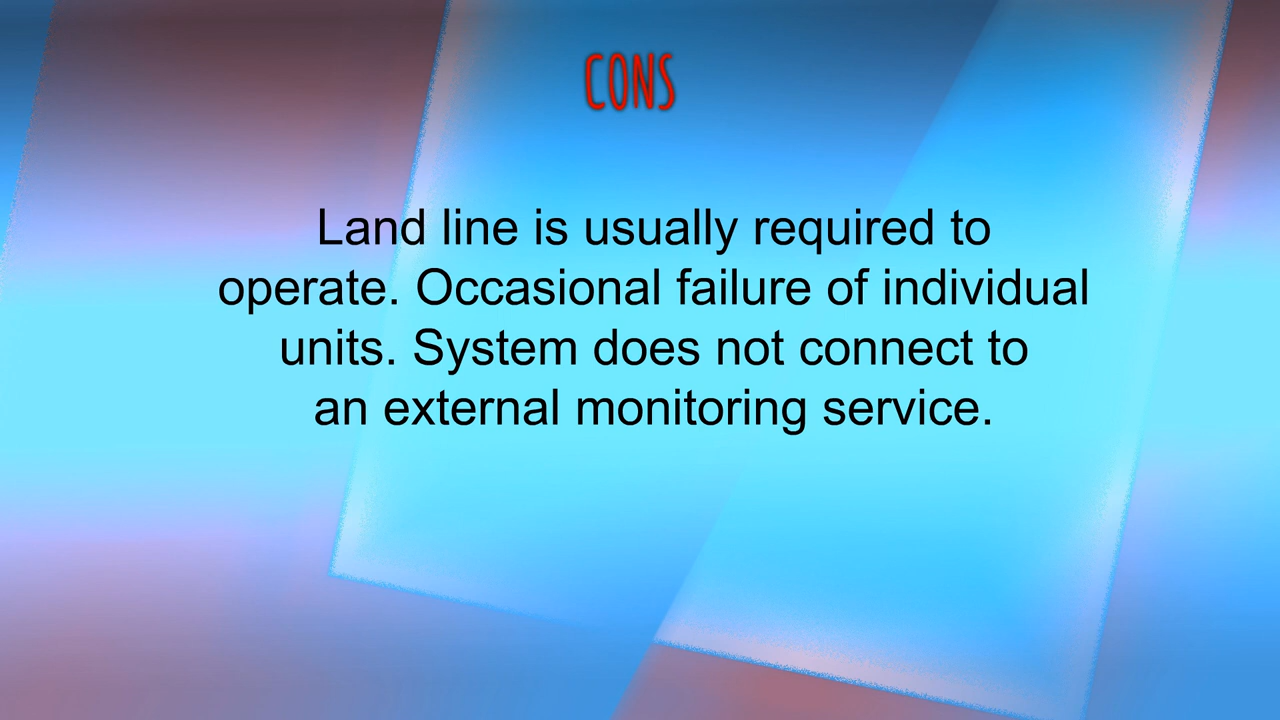 CONS
Land line is usually required to
operate. Occasional failure of individual
units. System does not connect to
an external monitoring service.